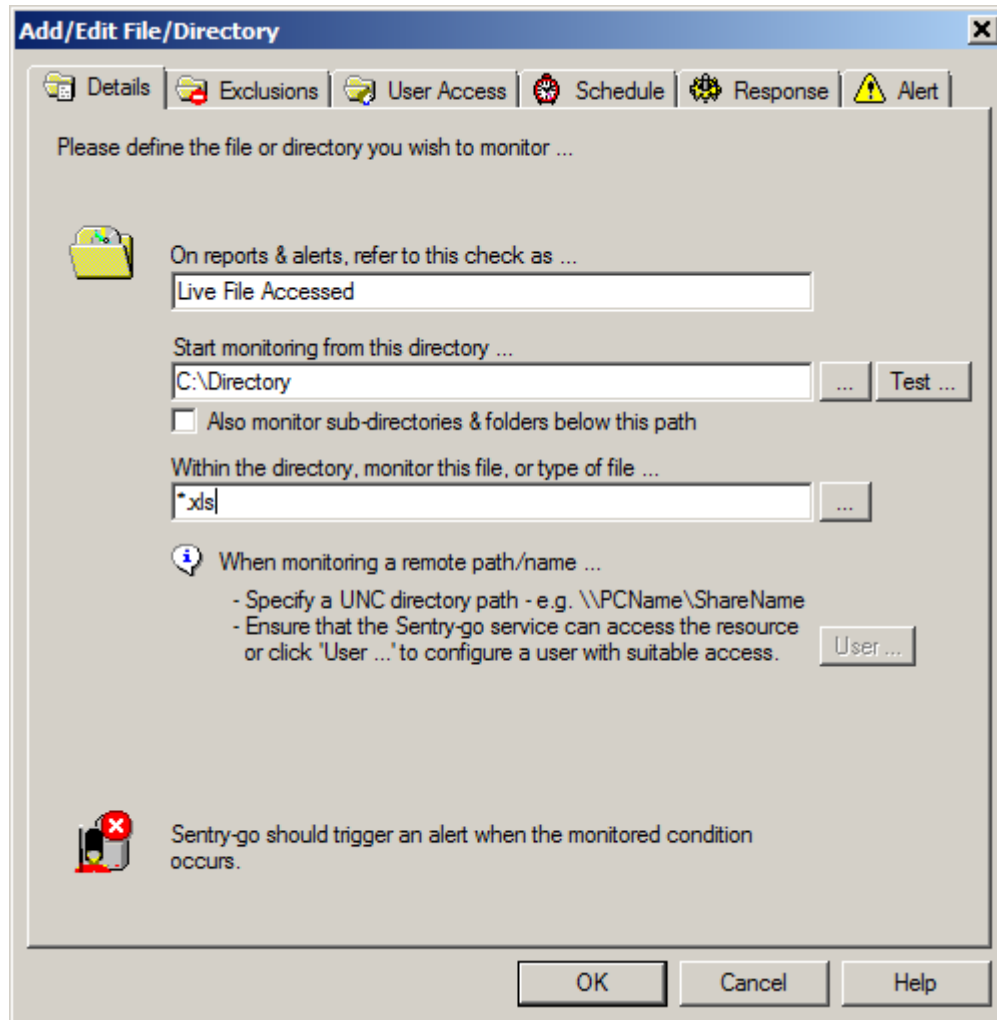 Add/Edit File/Directory
Details Exclusions User Access Schedule Response Alert
Please define the file or directory you wish to monitor ...
On reports & alerts, refer to this check as ...
Live File Accessed
Start monitoring from this directory ...
C:\Directory ... Test ...
Also monitor sub-directories & folders below this path
Within the directory, monitor this file, or type of file ...
*.xls ...
When monitoring a remote path/name ...
- Specify a UNC directory path - e.g. \\PCName\ShareName
- Ensure that the Sentry-go service can access the resource
or click 'User ...' to configure a user with suitable access. User ...
Sentry-go should trigger an alert when the monitored condition
occurs.
OK Cancel Help